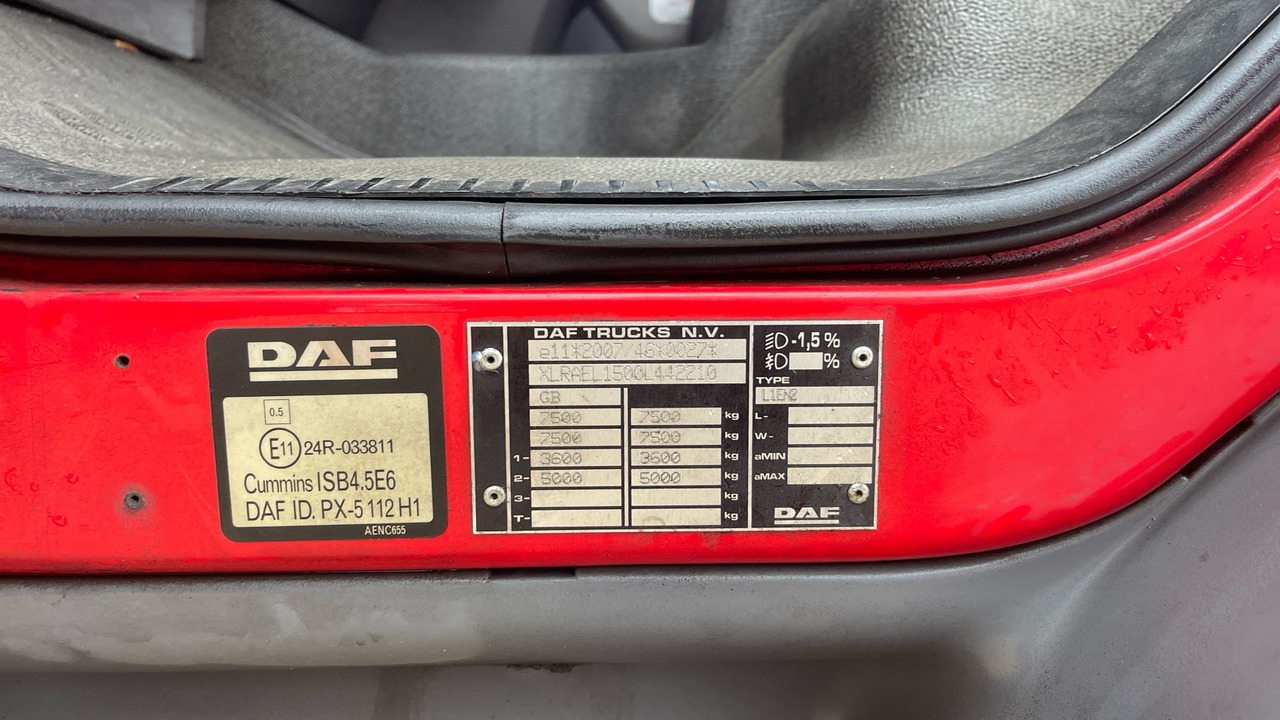 DAF
0.5
E11 24R-033811
Cummins ISB4.5E6
DAF ID. PX-5 112 H1
AENC655
DAF TRUCKS N.V.
e11*2007/46*0027*
XLRAEL1500L442210
GB
7500 7500 kg
7500 7500 kg
1- 3600 3600 kg
2- 5000 5000 kg
3- kg
T- kg
-1,5 %
%
TYPE
L1EN2
L-
W-
aMIN
aMAX
DAF